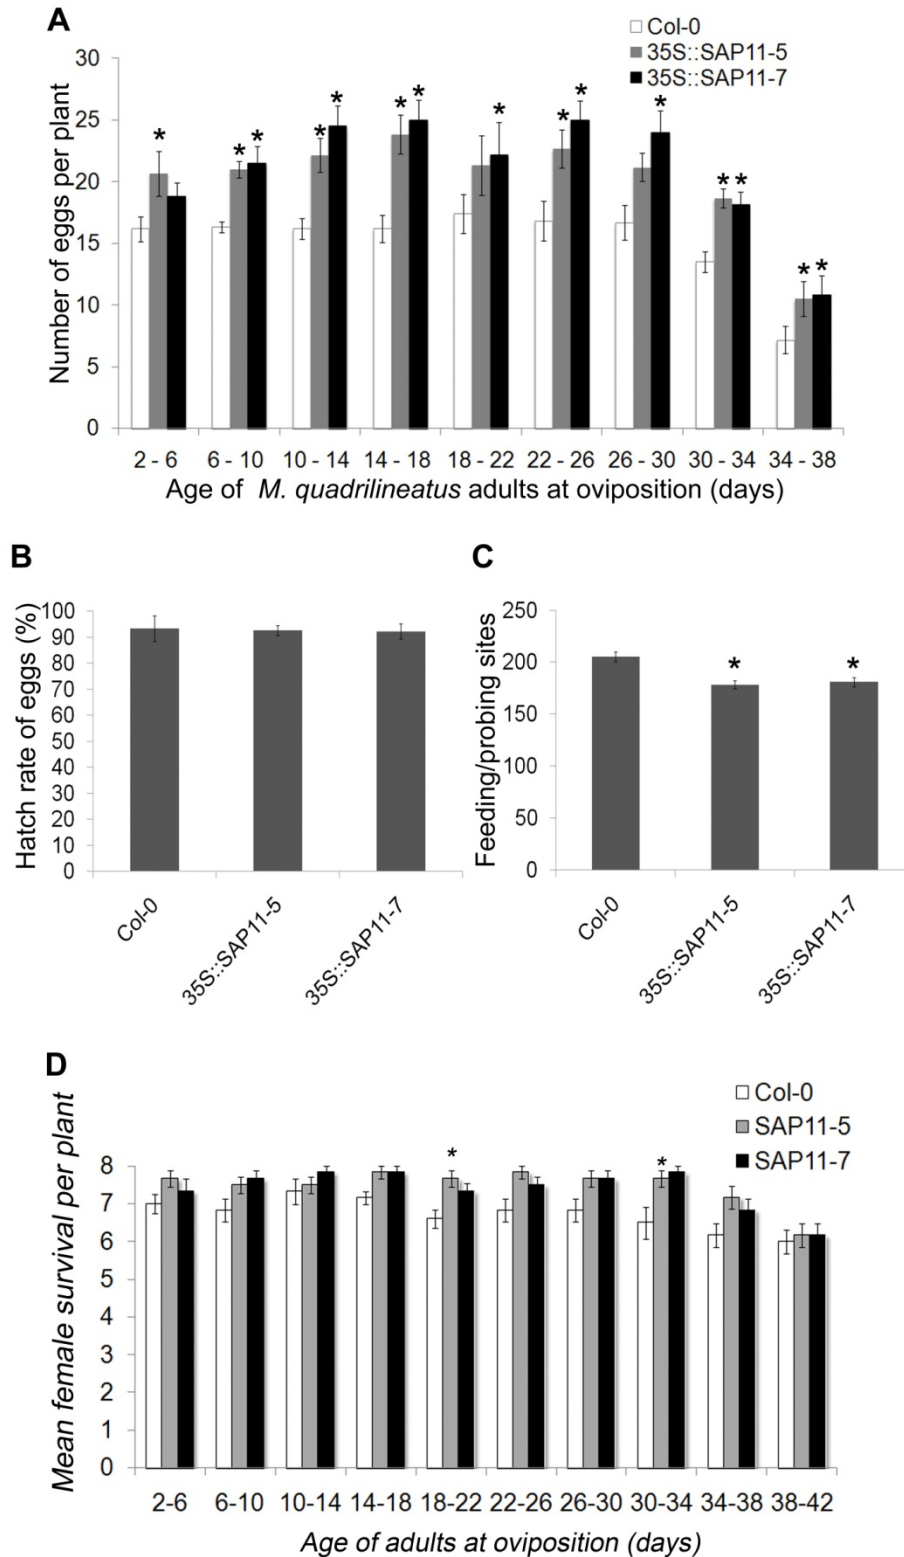 A
Col-0
35S::SAP11-5
35S::SAP11-7
Number of eggs per plant
30
25
20
15
10
5
0
* * * * * * * * * * * * * * *
2 - 6 6 - 10 10 - 14 14 - 18 18 - 22 22 - 26 26 - 30 30 - 34 34 - 38
Age of M. quadrilineatus adults at oviposition (days)
B
Hatch rate of eggs (%)
100
90
80
70
60
50
40
30
20
10
0
Col-0
35S::SAP11-5
35S::SAP11-7
C
Feeding/probing sites
250
200
150
100
50
0
* *
Col-0
35S::SAP11-5
35S::SAP11-7
D
Col-0
SAP11-5
SAP11-7
Mean female survival per plant
8
7
6
5
4
3
2
1
0
* *
2-6 6-10 10-14 14-18 18-22 22-26 26-30 30-34 34-38 38-42
Age of adults at oviposition (days)